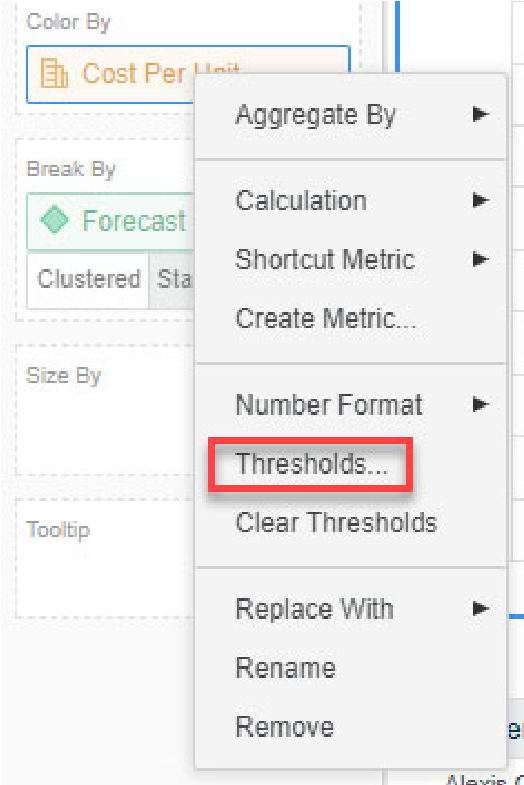 Color By
Cost Per Unit
Aggregate By
Break By
Calculation
Forecast
Shortcut Metric
Clustered
Create Metric...
Size By
Number Format
Thresholds...
Tooltip
Clear Thresholds
Replace With
Rename
Remove
Alexis